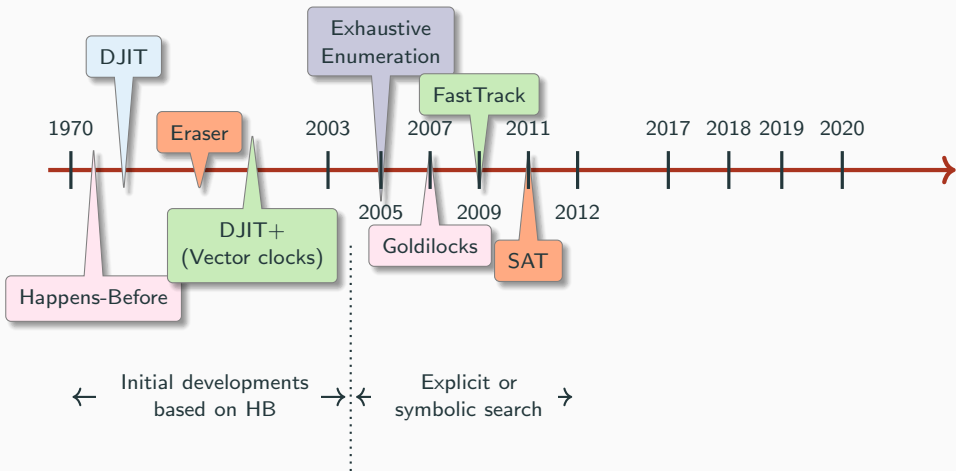 Exhaustive
Enumeration
DJIT
FastTrack
1970
Eraser
2003
2007
2011
2017
2018
2019
2020
2005
2009
2012
DJIT+
(Vector clocks)
Goldilocks
SAT
Happens-Before
Initial developments
based on HB
Explicit or
symbolic search